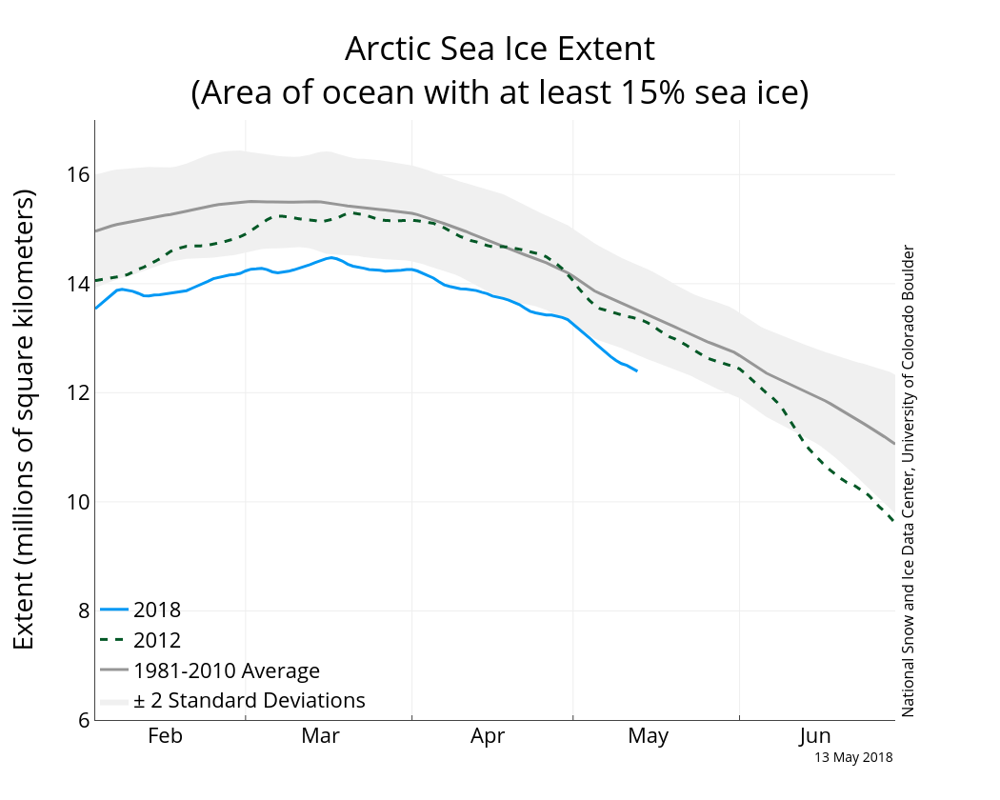 Arctic Sea Ice Extent
(Area of ocean with at least 15% sea ice)
Extent (millions of square kilometers)
16
14
12
10
8
6
2018
2012
1981-2010 Average
± 2 Standard Deviations
Feb
Mar
Apr
May
Jun
13 May 2018
National Snow and Ice Data Center, University of Colorado Boulder